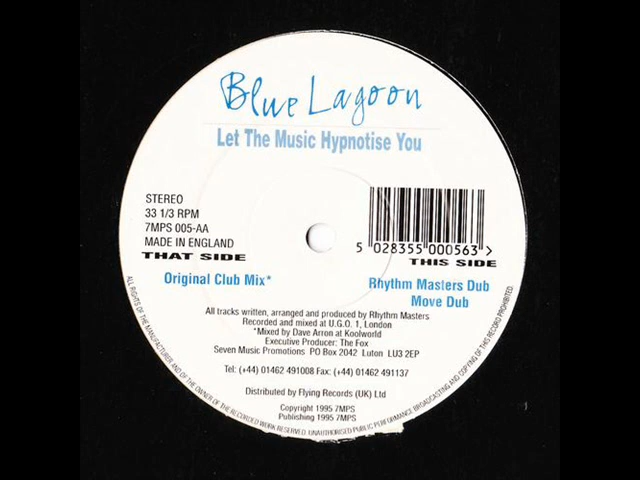 Blue Lagoon
Let The Music Hypnotise You
STEREO
33 1/3 RPM
7MPS 005-AA
MADE IN ENGLAND
THAT SIDE
5 028355 000563 >
THIS SIDE
Original Club Mix*
Rhythm Masters Dub
Move Dub
All tracks written, arranged and produced by Rhythm Masters
Recorded and mixed at U.G.O. 1, London
*Mixed by Dave Arron at Koolworld
Executive Producer: The Fox
Seven Music Promotions PO Box 2042 Luton LU3 2EP
Tel: (+44) 01462 491008 Fax: (+44) 01462 491137
Distributed by Flying Records (UK) Ltd
Copyright 1995 7MPS
Publishing 1995 7MPS
ALL RIGHTS OF THE MANUFACTURER AND OF THE OWNER OF THE RECORDED WORK RESERVED. UNAUTHORISED PUBLIC PERFORMANCE BROADCASTING AND COPYING OF THIS RECORD PROHIBITED.